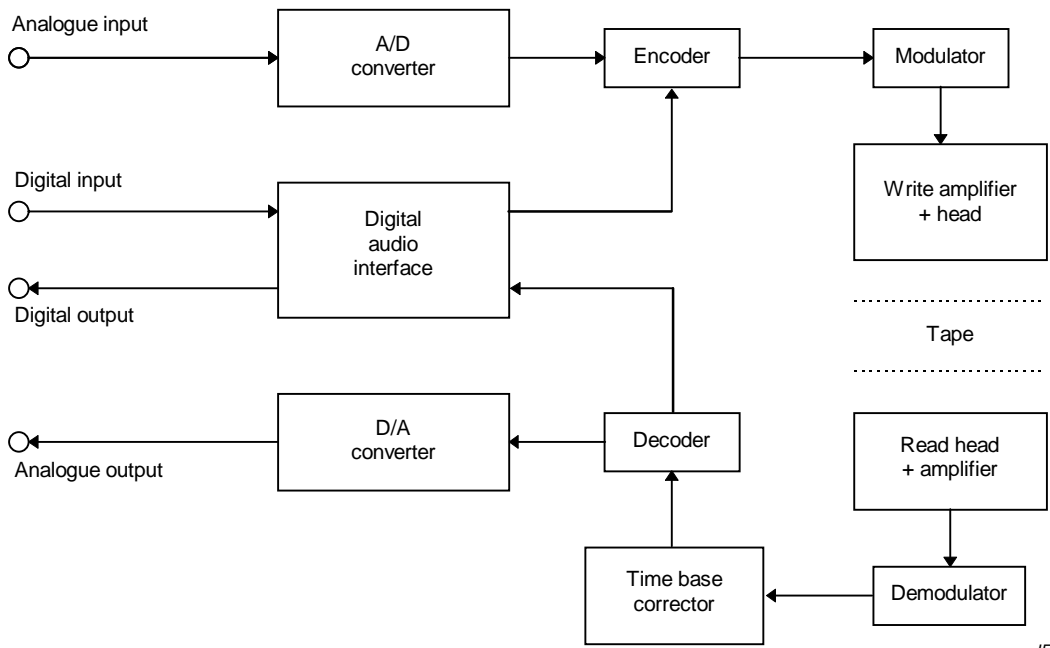 Analogue input
A/D
converter
Encoder
Modulator
Digital input
Digital
audio
interface
Write amplifier
+ head
Digital output
Tape
D/A
converter
Decoder
Read head
+ amplifier
Analogue output
Time base
corrector
Demodulator